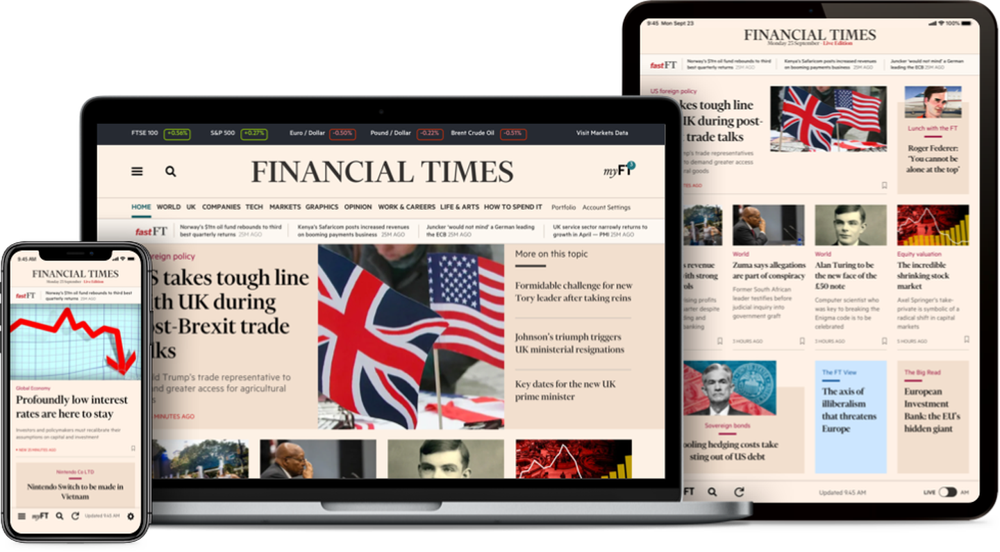 9:45 AM
FINANCIAL TIMES
Monday 23 September · Live Edition
fastFT
Norway's $1tn oil fund rebounds to third best
quarterly returns 25M AGO
Global Economy
Profoundly low interest
rates are here to stay
Investors and policymakers must recalibrate their
assumptions on capital and investment
NEW 25 MINUTES AGO
Nintendo Co LTD
Nintendo Switch to be made in
Vietnam
myFT
Updated 9.45 AM
FTSE 100 +0.56% S&P 500 +0.27% Euro / Dollar -0.50% Pound / Dollar -0.22% Brent Crude Oil -0.51% Visit Markets Data
FINANCIAL TIMES
myFT
HOME WORLD UK COMPANIES TECH MARKETS GRAPHICS OPINION WORK & CAREERS LIFE & ARTS HOW TO SPEND IT Portfolio Account Settings
fastFT
Norway's $1tn oil fund rebounds to third
best quarterly returns 25M AGO
Kenya's Safaricom posts increased revenues
on booming payments business 25M AGO
Juncker 'would not mind' a German leading
the ECB 25M AGO
UK service sector narrowly returns to
growth in April — PMI 25M AGO
reign policy
S takes tough line
th UK during
st-Brexit trade
lks
ld Trump's trade representative to
nd greater access for agricultural
s
MINUTES AGO
More on this topic
Formidable challenge for new
Tory leader after taking reins
Johnson's triumph triggers
UK ministerial resignations
Key dates for the new UK
prime minister
9:45 Mon Sept 23
100%
FINANCIAL TIMES
Monday 23 September · Live Edition
fastFT
Norway's $1tn oil fund rebounds to third
best quarterly returns 25M AGO
Kenya's Safaricom posts increased revenues
on booming payments business 25M AGO
Juncker 'would not mind' a German
leading the ECB 25M AGO
US foreign policy
kes tough line
IK during post-
trade talks
mp's trade representatives
to demand greater access
ral goods
TES AGO
Lunch with the FT
Roger Federer:
'You cannot be
alone at the top'
s revenue
ith strong
ols
ising profits
arter despite
ding and
banking
World
Zuma says allegations
are part of conspiracy
Former South African
leader testifies before
judicial inquiry into
government graft
3 HOURS AGO
World
Alan Turing to be
the new face of the
£50 note
Computer scientist who
was key to breaking the
Enigma code is to be
celebrated
3 HOURS AGO
Equity valuation
The incredible
shrinking stock
market
Axel Springer's take-
private is symbolic of a
radical shift in capital
markets
5 HOURS AGO
Sovereign bonds
ooling hedging costs take
sting out of US debt
The FT View
The axis of
illiberalism
that threatens
Europe
The Big Read
European
Investment
Bank: the EU's
hidden giant
FT
Updated 9.45 AM
LIVE AM